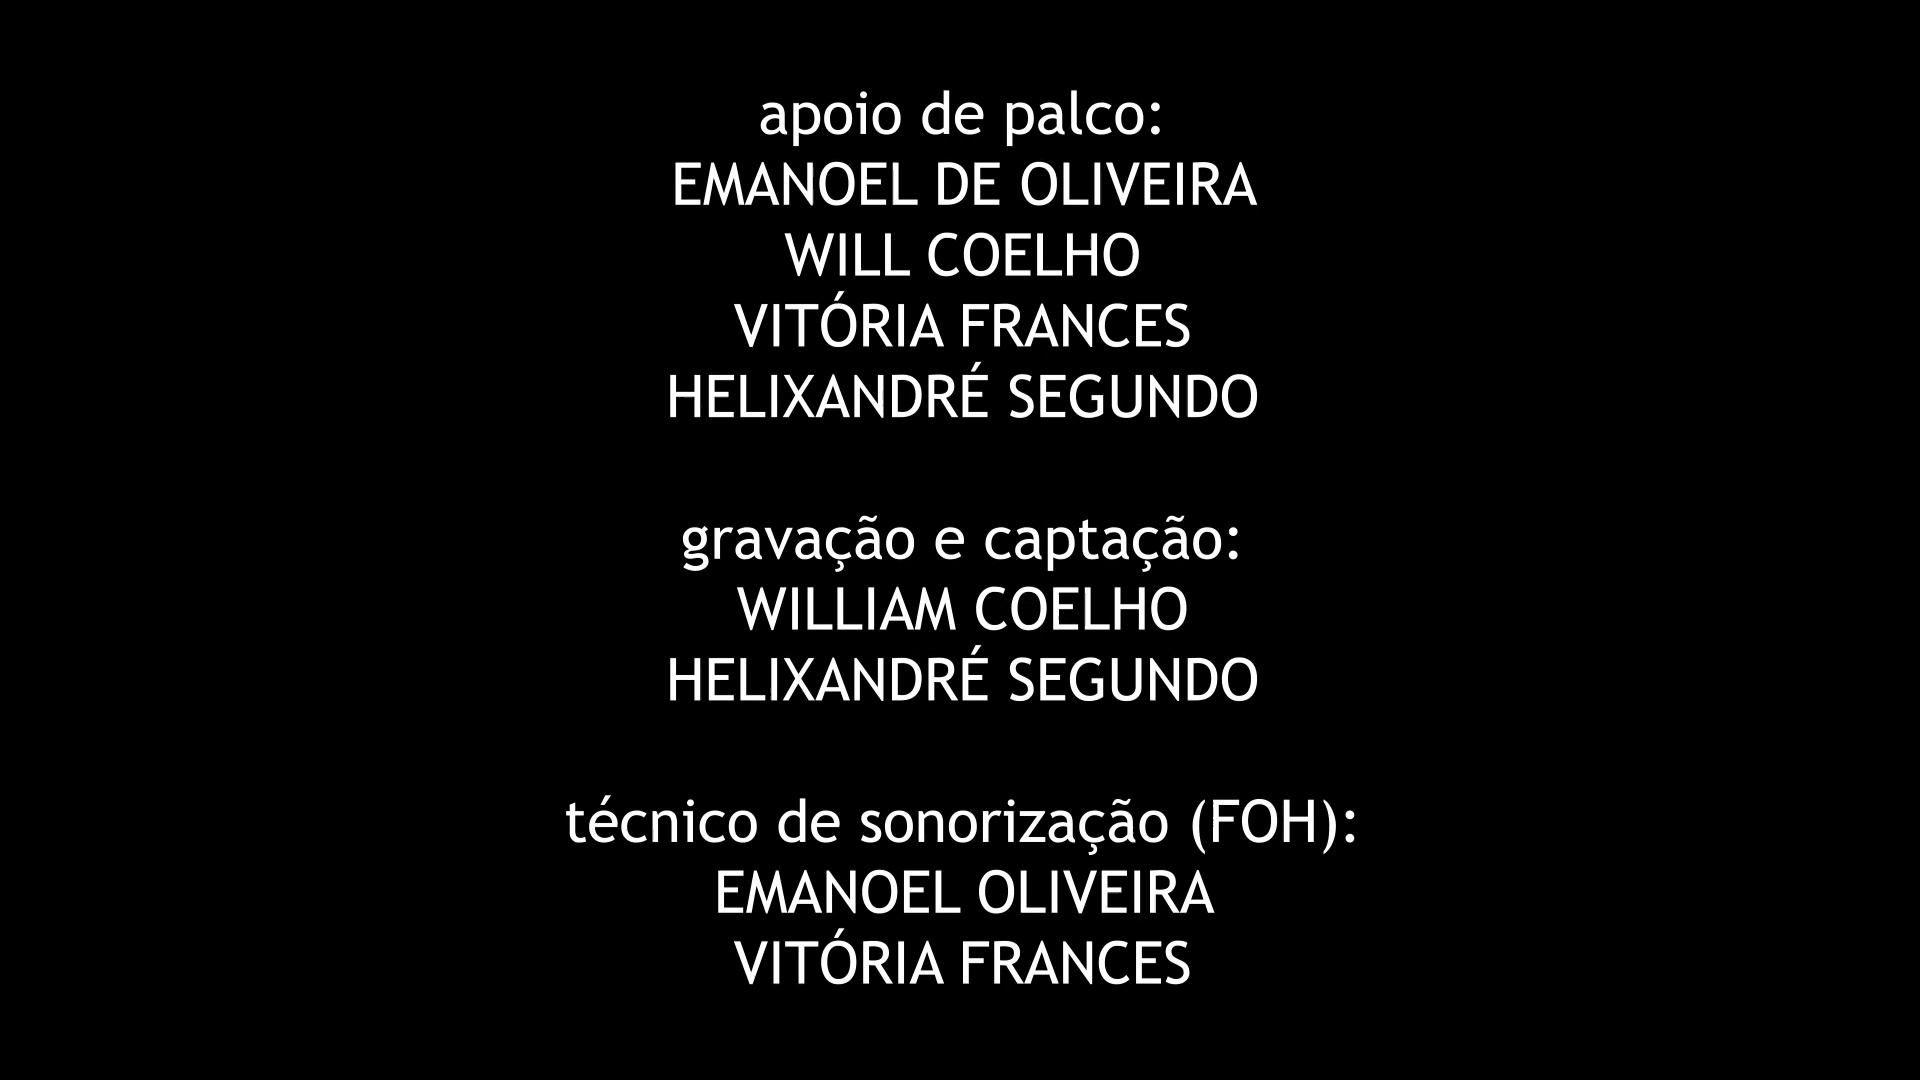 apoio de palco:
EMANOEL DE OLIVEIRA
WILL COELHO
VITÓRIA FRANCES
HELIXANDRÉ SEGUNDO
gravação e captação:
WILLIAM COELHO
HELIXANDRÉ SEGUNDO
técnico de sonorização (FOH):
EMANOEL OLIVEIRA
VITÓRIA FRANCES